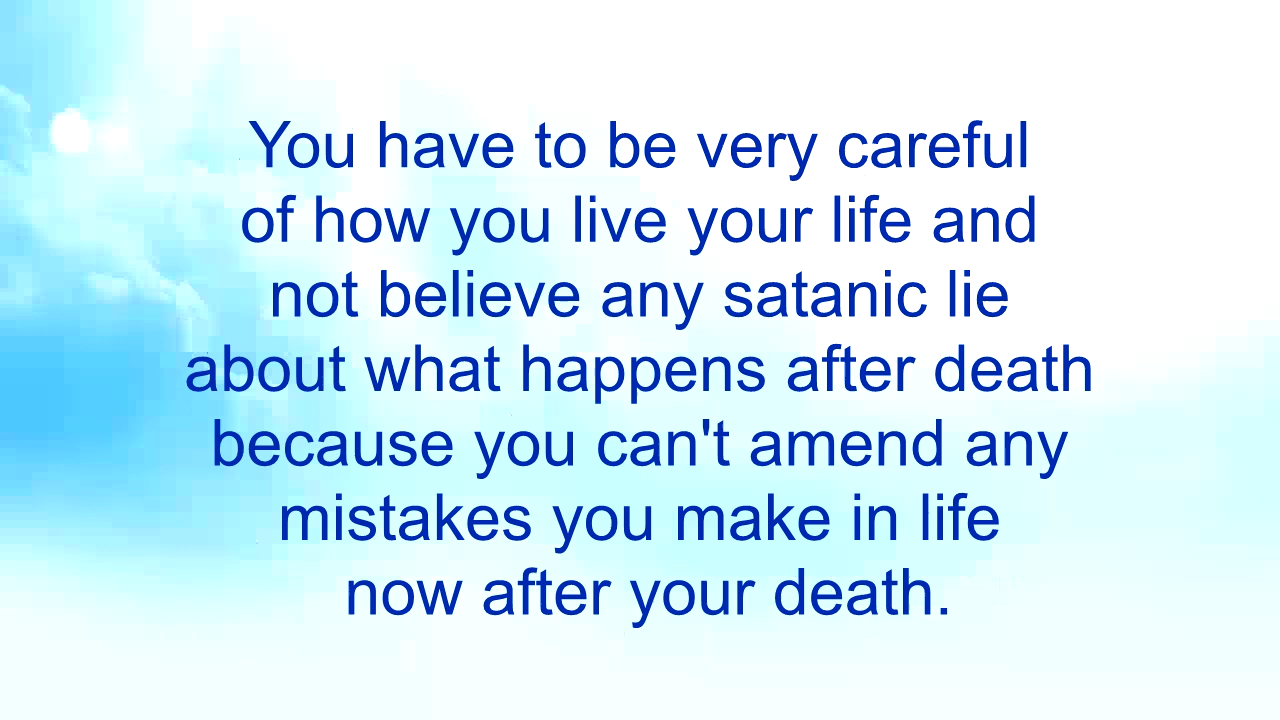 You have to be very careful
of how you live your life and
not believe any satanic lie
about what happens after death
because you can't amend any
mistakes you make in life
now after your death.